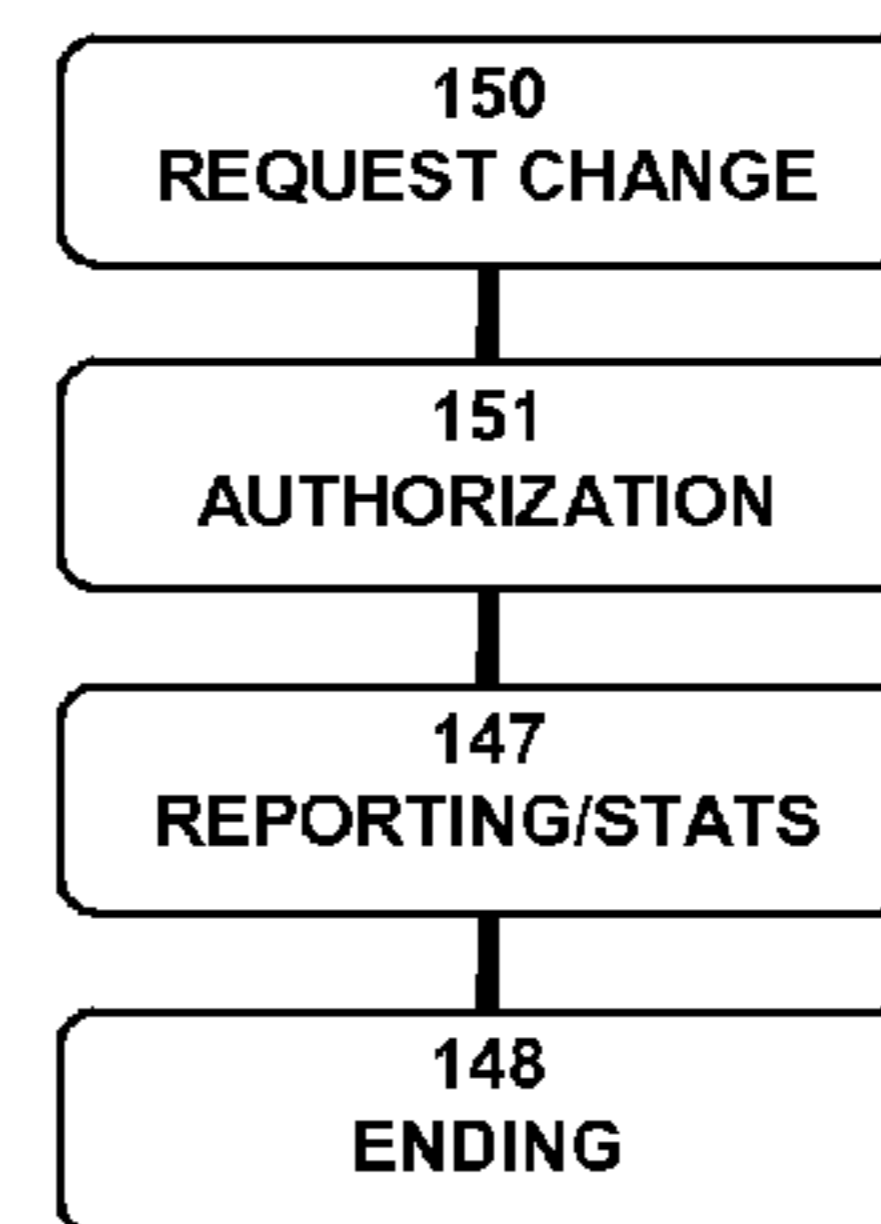 150
REQUEST CHANGE
151
AUTHORIZATION
147
REPORTING/STATS
148
ENDING